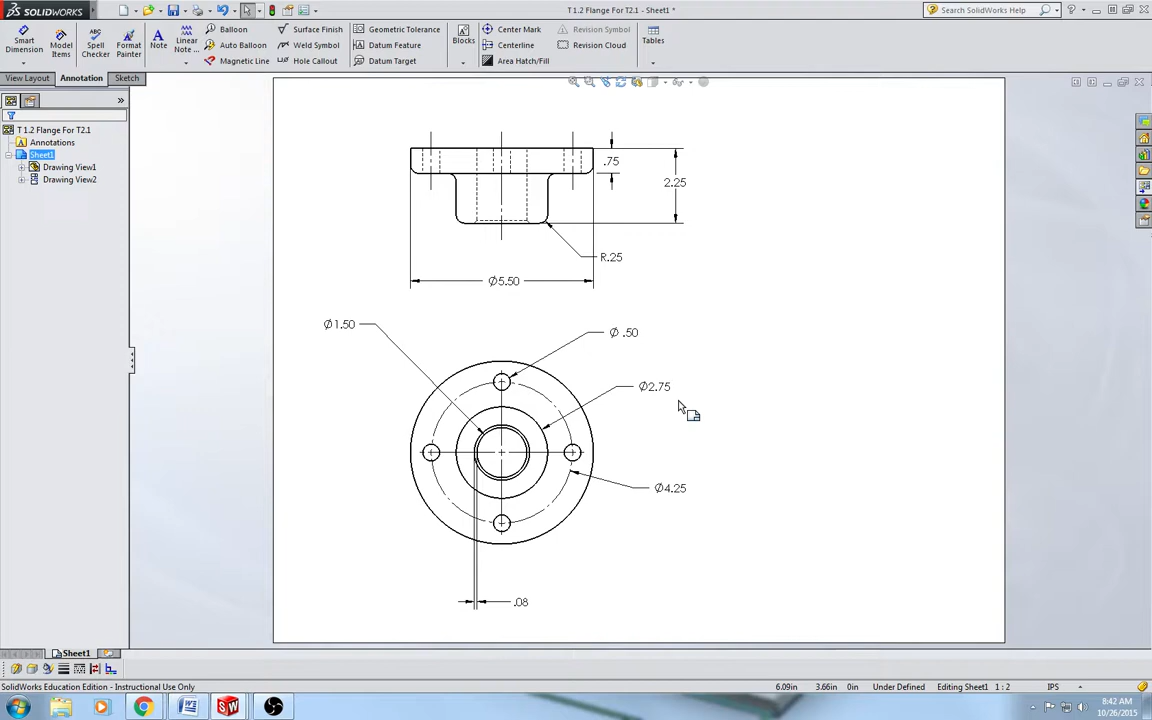 SOLIDWORKS
T 1.2 Flange For T2.1 - Sheet1 *
Search SolidWorks Help
Smart Dimension
Model Items
Spell Checker
Format Painter
Note
Linear Note ...
Balloon
Auto Balloon
Magnetic Line
Surface Finish
Weld Symbol
Hole Callout
Geometric Tolerance
Datum Feature
Datum Target
Blocks
Center Mark
Centerline
Area Hatch/Fill
Revision Symbol
Revision Cloud
Tables
View Layout
Annotation
Sketch
T 1.2 Flange For T2.1
Annotations
Sheet1
Drawing View1
Drawing View2
.75
2.25
R.25
Ø5.50
Ø1.50
Ø .50
Ø2.75
Ø4.25
.08
Sheet1
SolidWorks Education Edition - Instructional Use Only
6.09in
3.66in
0in
Under Defined
Editing Sheet1
1 : 2
IPS
8:42 AM
10/26/2015